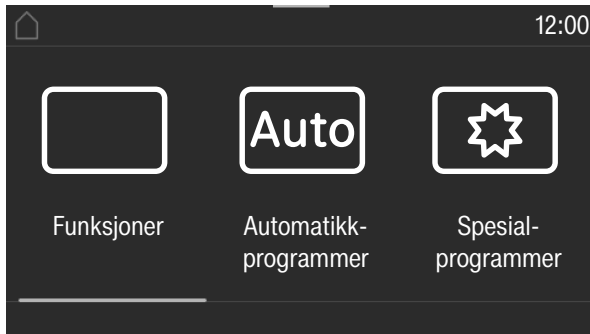 12:00
Auto
Funksjoner
Automatikk-
programmer
Spesial-
programmer